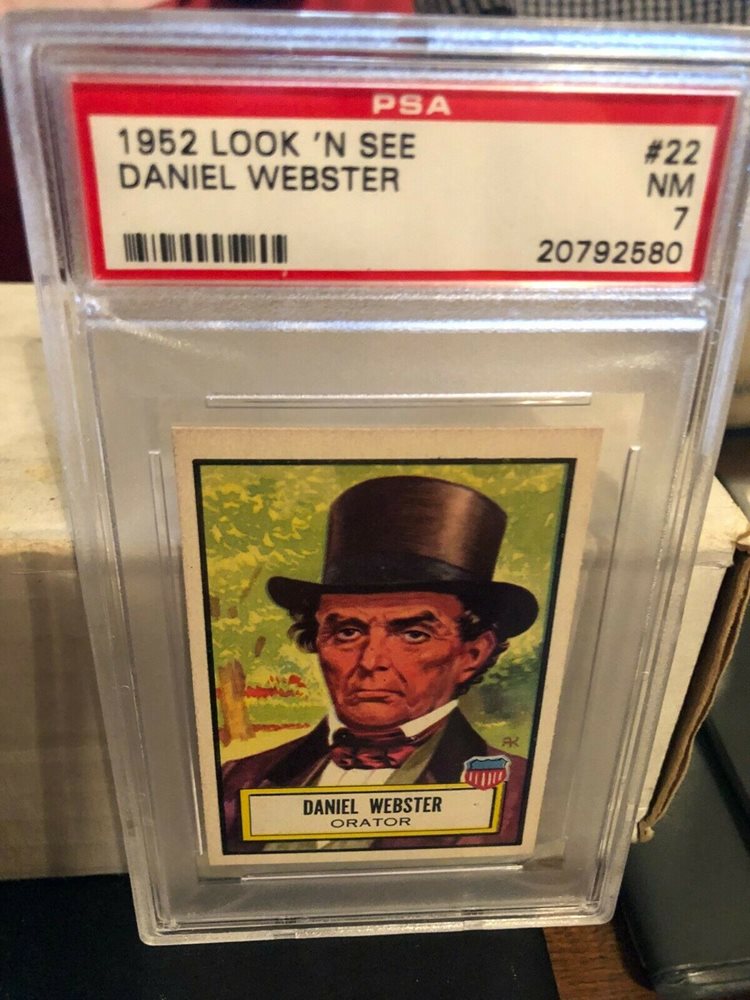 PSA
1952 LOOK 'N SEE #22
DANIEL WEBSTER NM
7
20792580
DANIEL WEBSTER
ORATOR